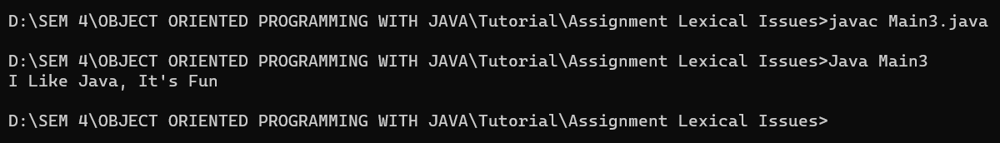 D:\SEM 4\OBJECT ORIENTED PROGRAMMING WITH JAVA\Tutorial\Assignment Lexical Issues>javac Main3.java
D:\SEM 4\OBJECT ORIENTED PROGRAMMING WITH JAVA\Tutorial\Assignment Lexical Issues>Java Main3
I Like Java, It's Fun
D:\SEM 4\OBJECT ORIENTED PROGRAMMING WITH JAVA\Tutorial\Assignment Lexical Issues>